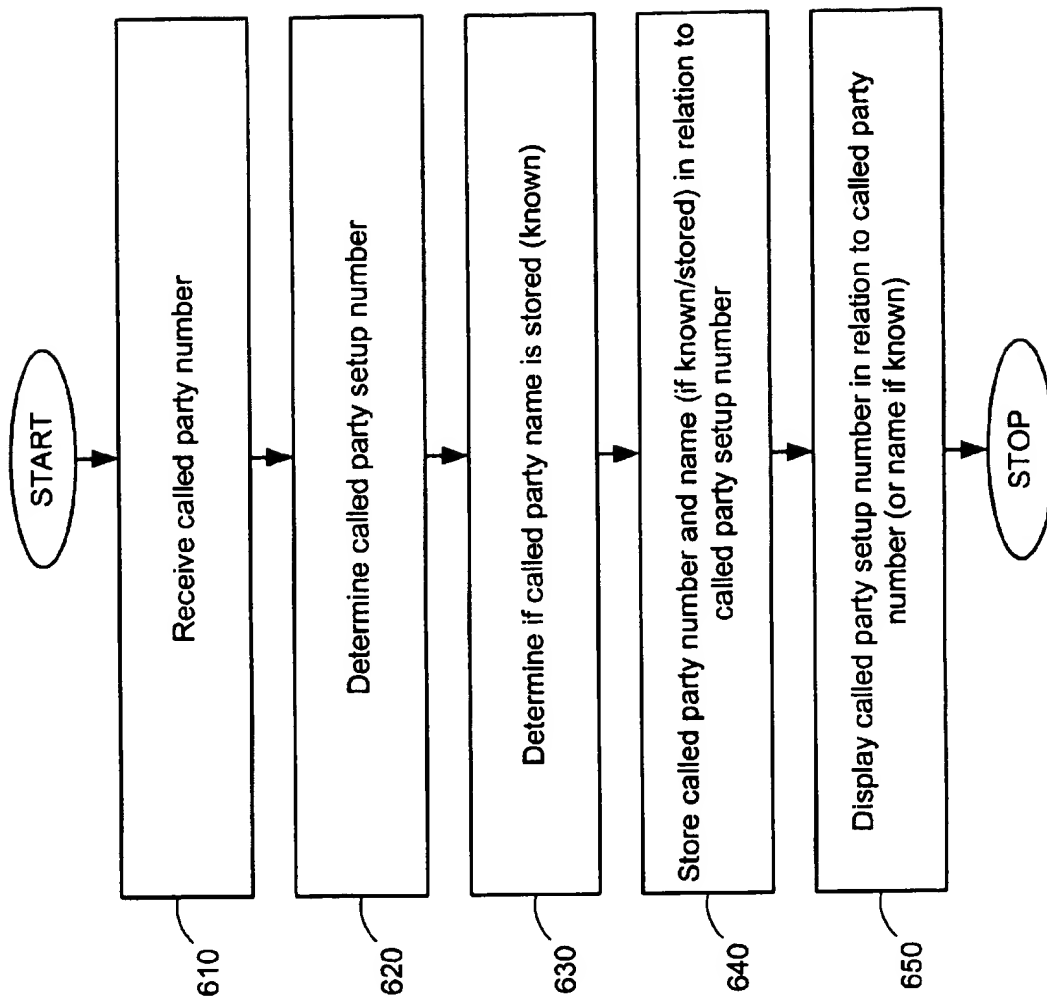 START
610
Receive called party number
620
Determine called party setup number
630
Determine if called party name is stored (known)
640
Store called party number and name (if known/stored) in relation to
called party setup number
650
Display called party setup number in relation to called party
number (or name if known)
STOP